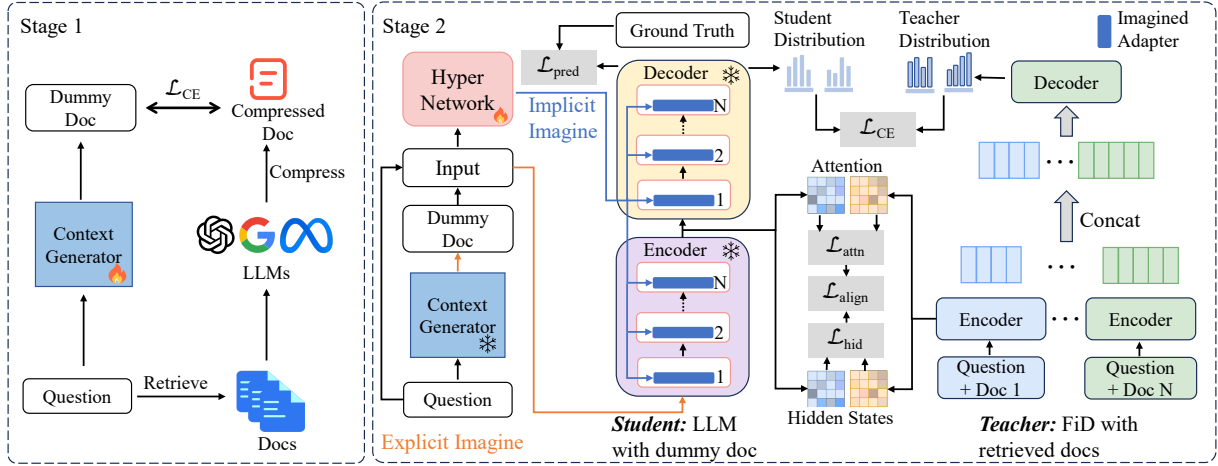 Stage 1
Dummy
Doc
ℒCE
Compressed
Doc
Compress
Context
Generator
LLMs
Question
Retrieve
Docs
Stage 2
Hyper
Network
Input
Dummy
Doc
Context
Generator
Question
Explicit Imagine
Implicit
Imagine
Ground Truth
ℒpred
Decoder
N
2
1
Encoder
N
2
1
Student: LLM
with dummy doc
Student
Distribution
Teacher
Distribution
Imagined
Adapter
ℒCE
Attention
ℒattn
ℒalign
ℒhid
Hidden States
Decoder
Concat
Encoder
Encoder
Question
+ Doc 1
Question
+ Doc N
Teacher: FiD with
retrieved docs